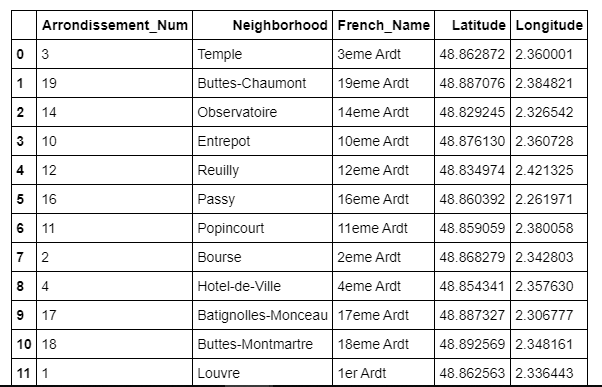 Arrondissement_Num Neighborhood French_Name Latitude Longitude
0 3 Temple 3eme Ardt 48.862872 2.360001
1 19 Buttes-Chaumont 19eme Ardt 48.887076 2.384821
2 14 Observatoire 14eme Ardt 48.829245 2.326542
3 10 Entrepot 10eme Ardt 48.876130 2.360728
4 12 Reuilly 12eme Ardt 48.834974 2.421325
5 16 Passy 16eme Ardt 48.860392 2.261971
6 11 Popincourt 11eme Ardt 48.859059 2.380058
7 2 Bourse 2eme Ardt 48.868279 2.342803
8 4 Hotel-de-Ville 4eme Ardt 48.854341 2.357630
9 17 Batignolles-Monceau 17eme Ardt 48.887327 2.306777
10 18 Buttes-Montmartre 18eme Ardt 48.892569 2.348161
11 1 Louvre 1er Ardt 48.862563 2.336443